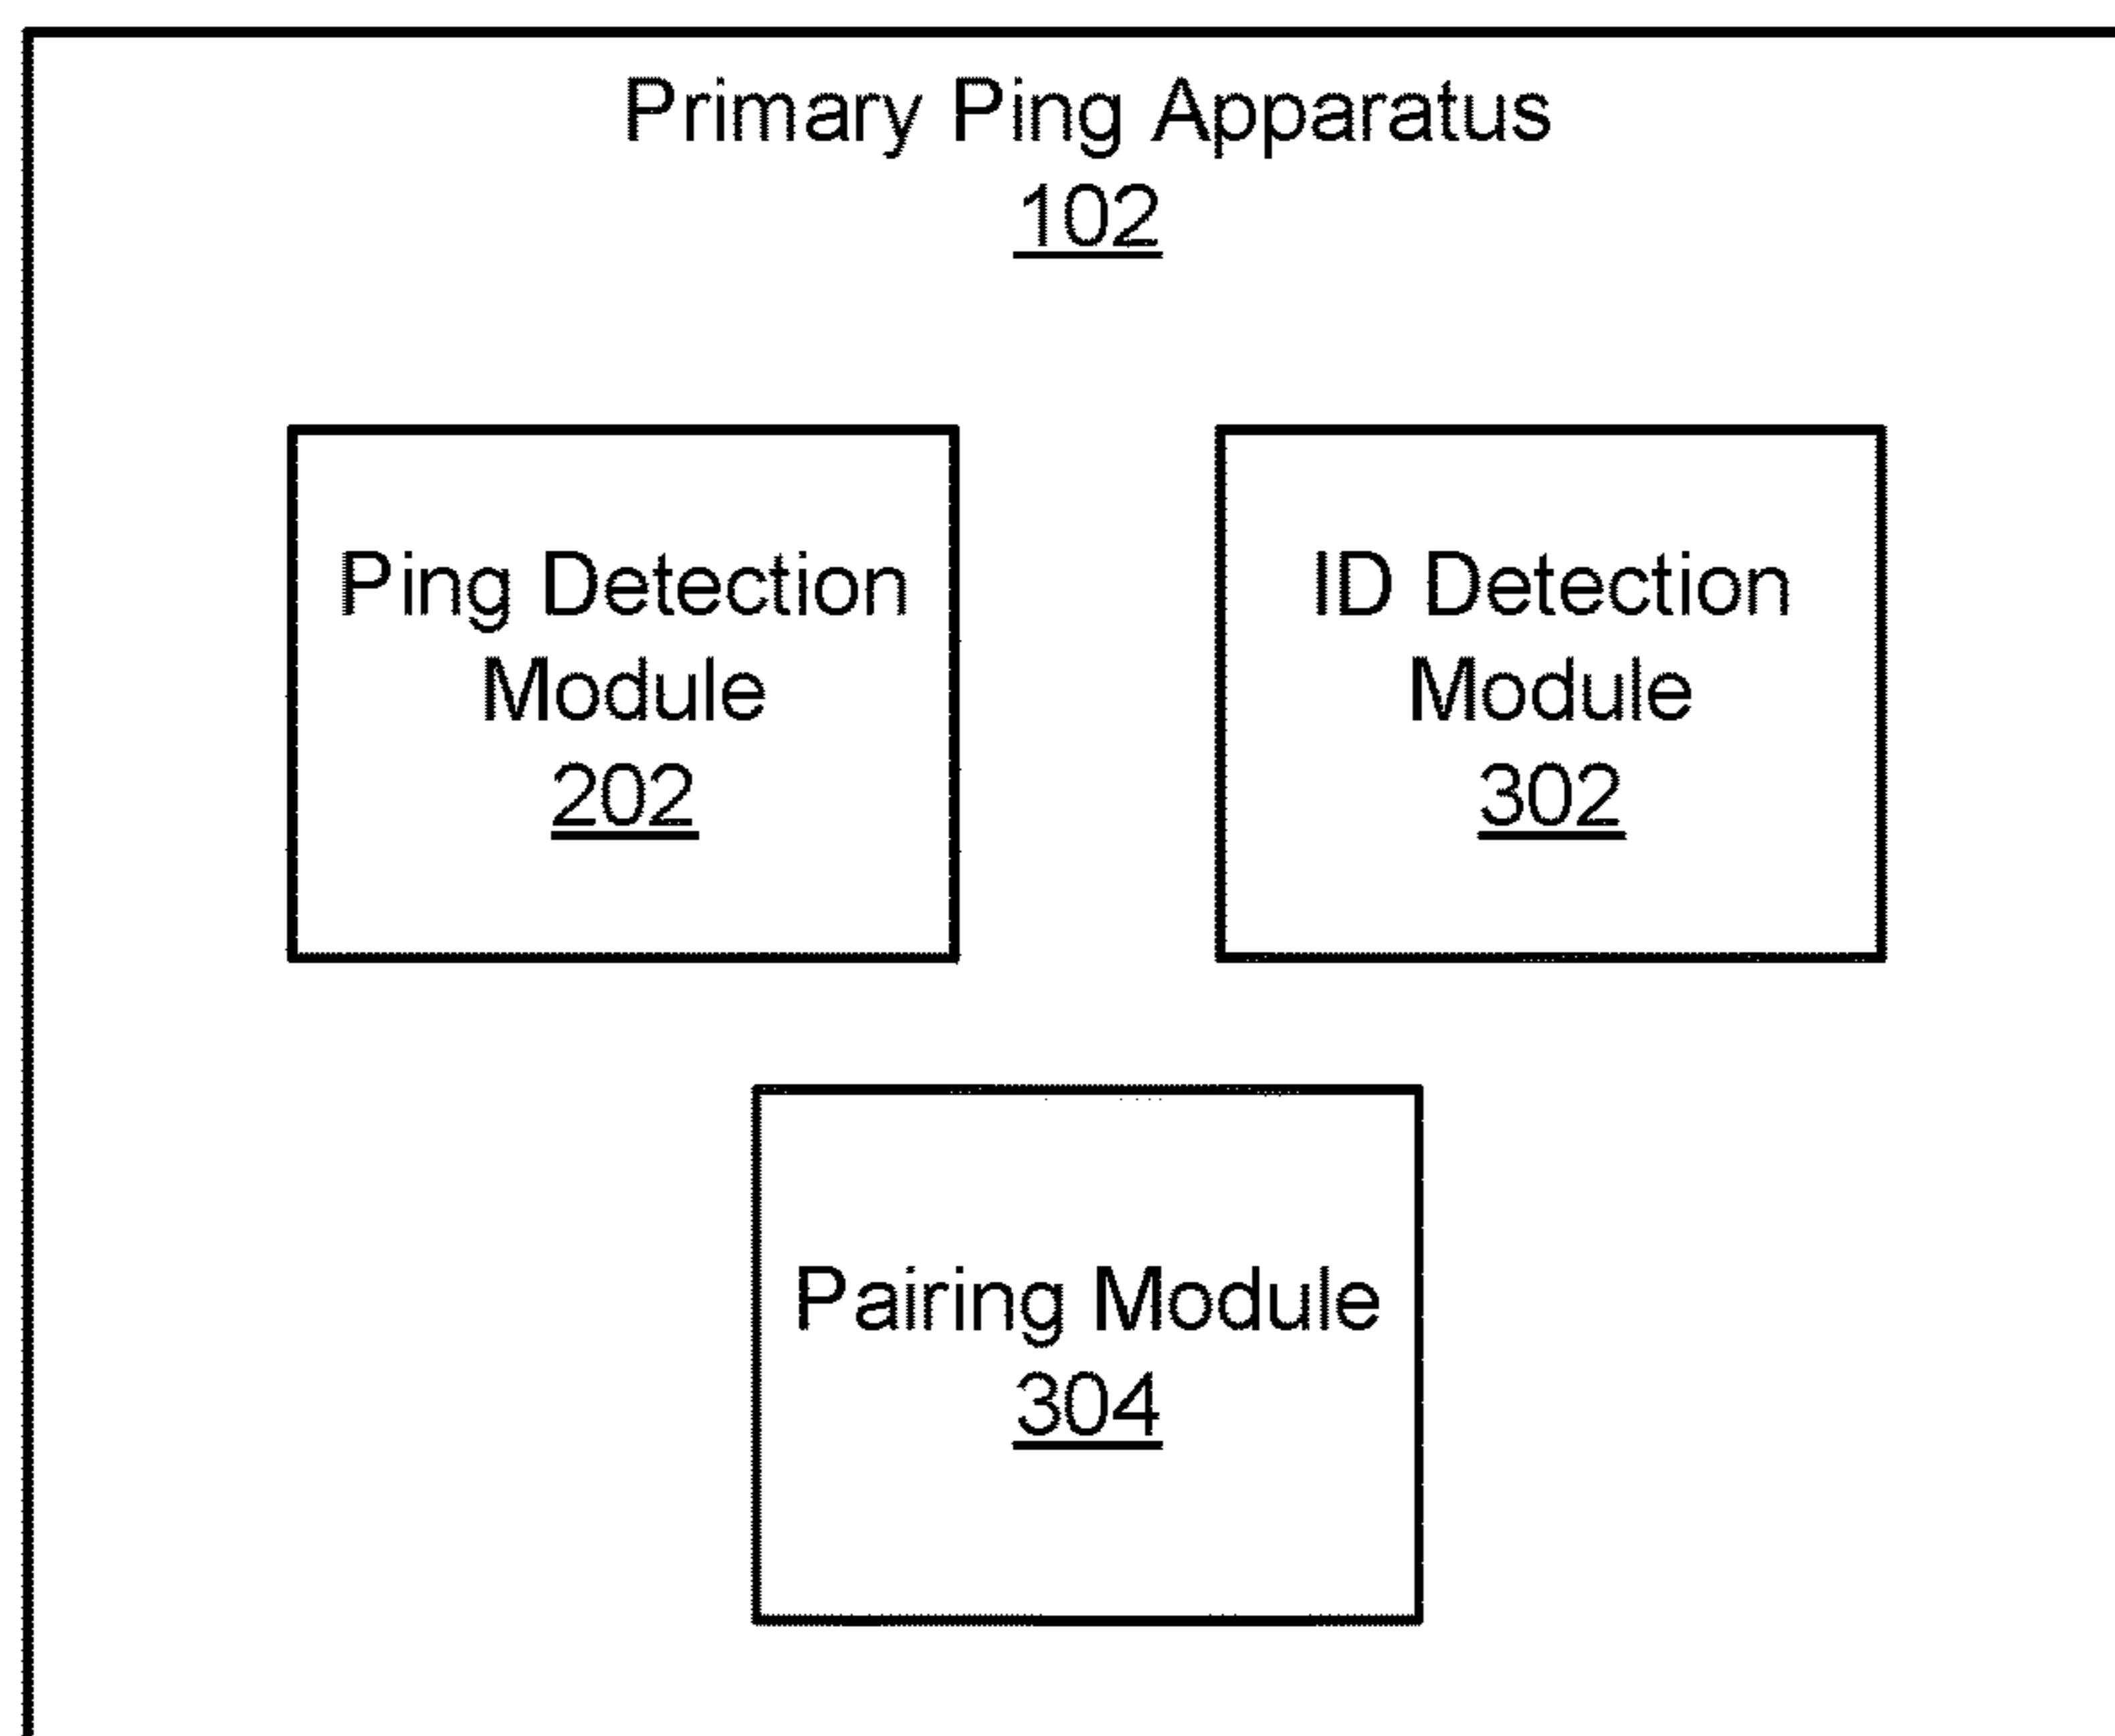 Primary Ping Apparatus
102
Ping Detection
Module
202
ID Detection
Module
302
Pairing Module
304